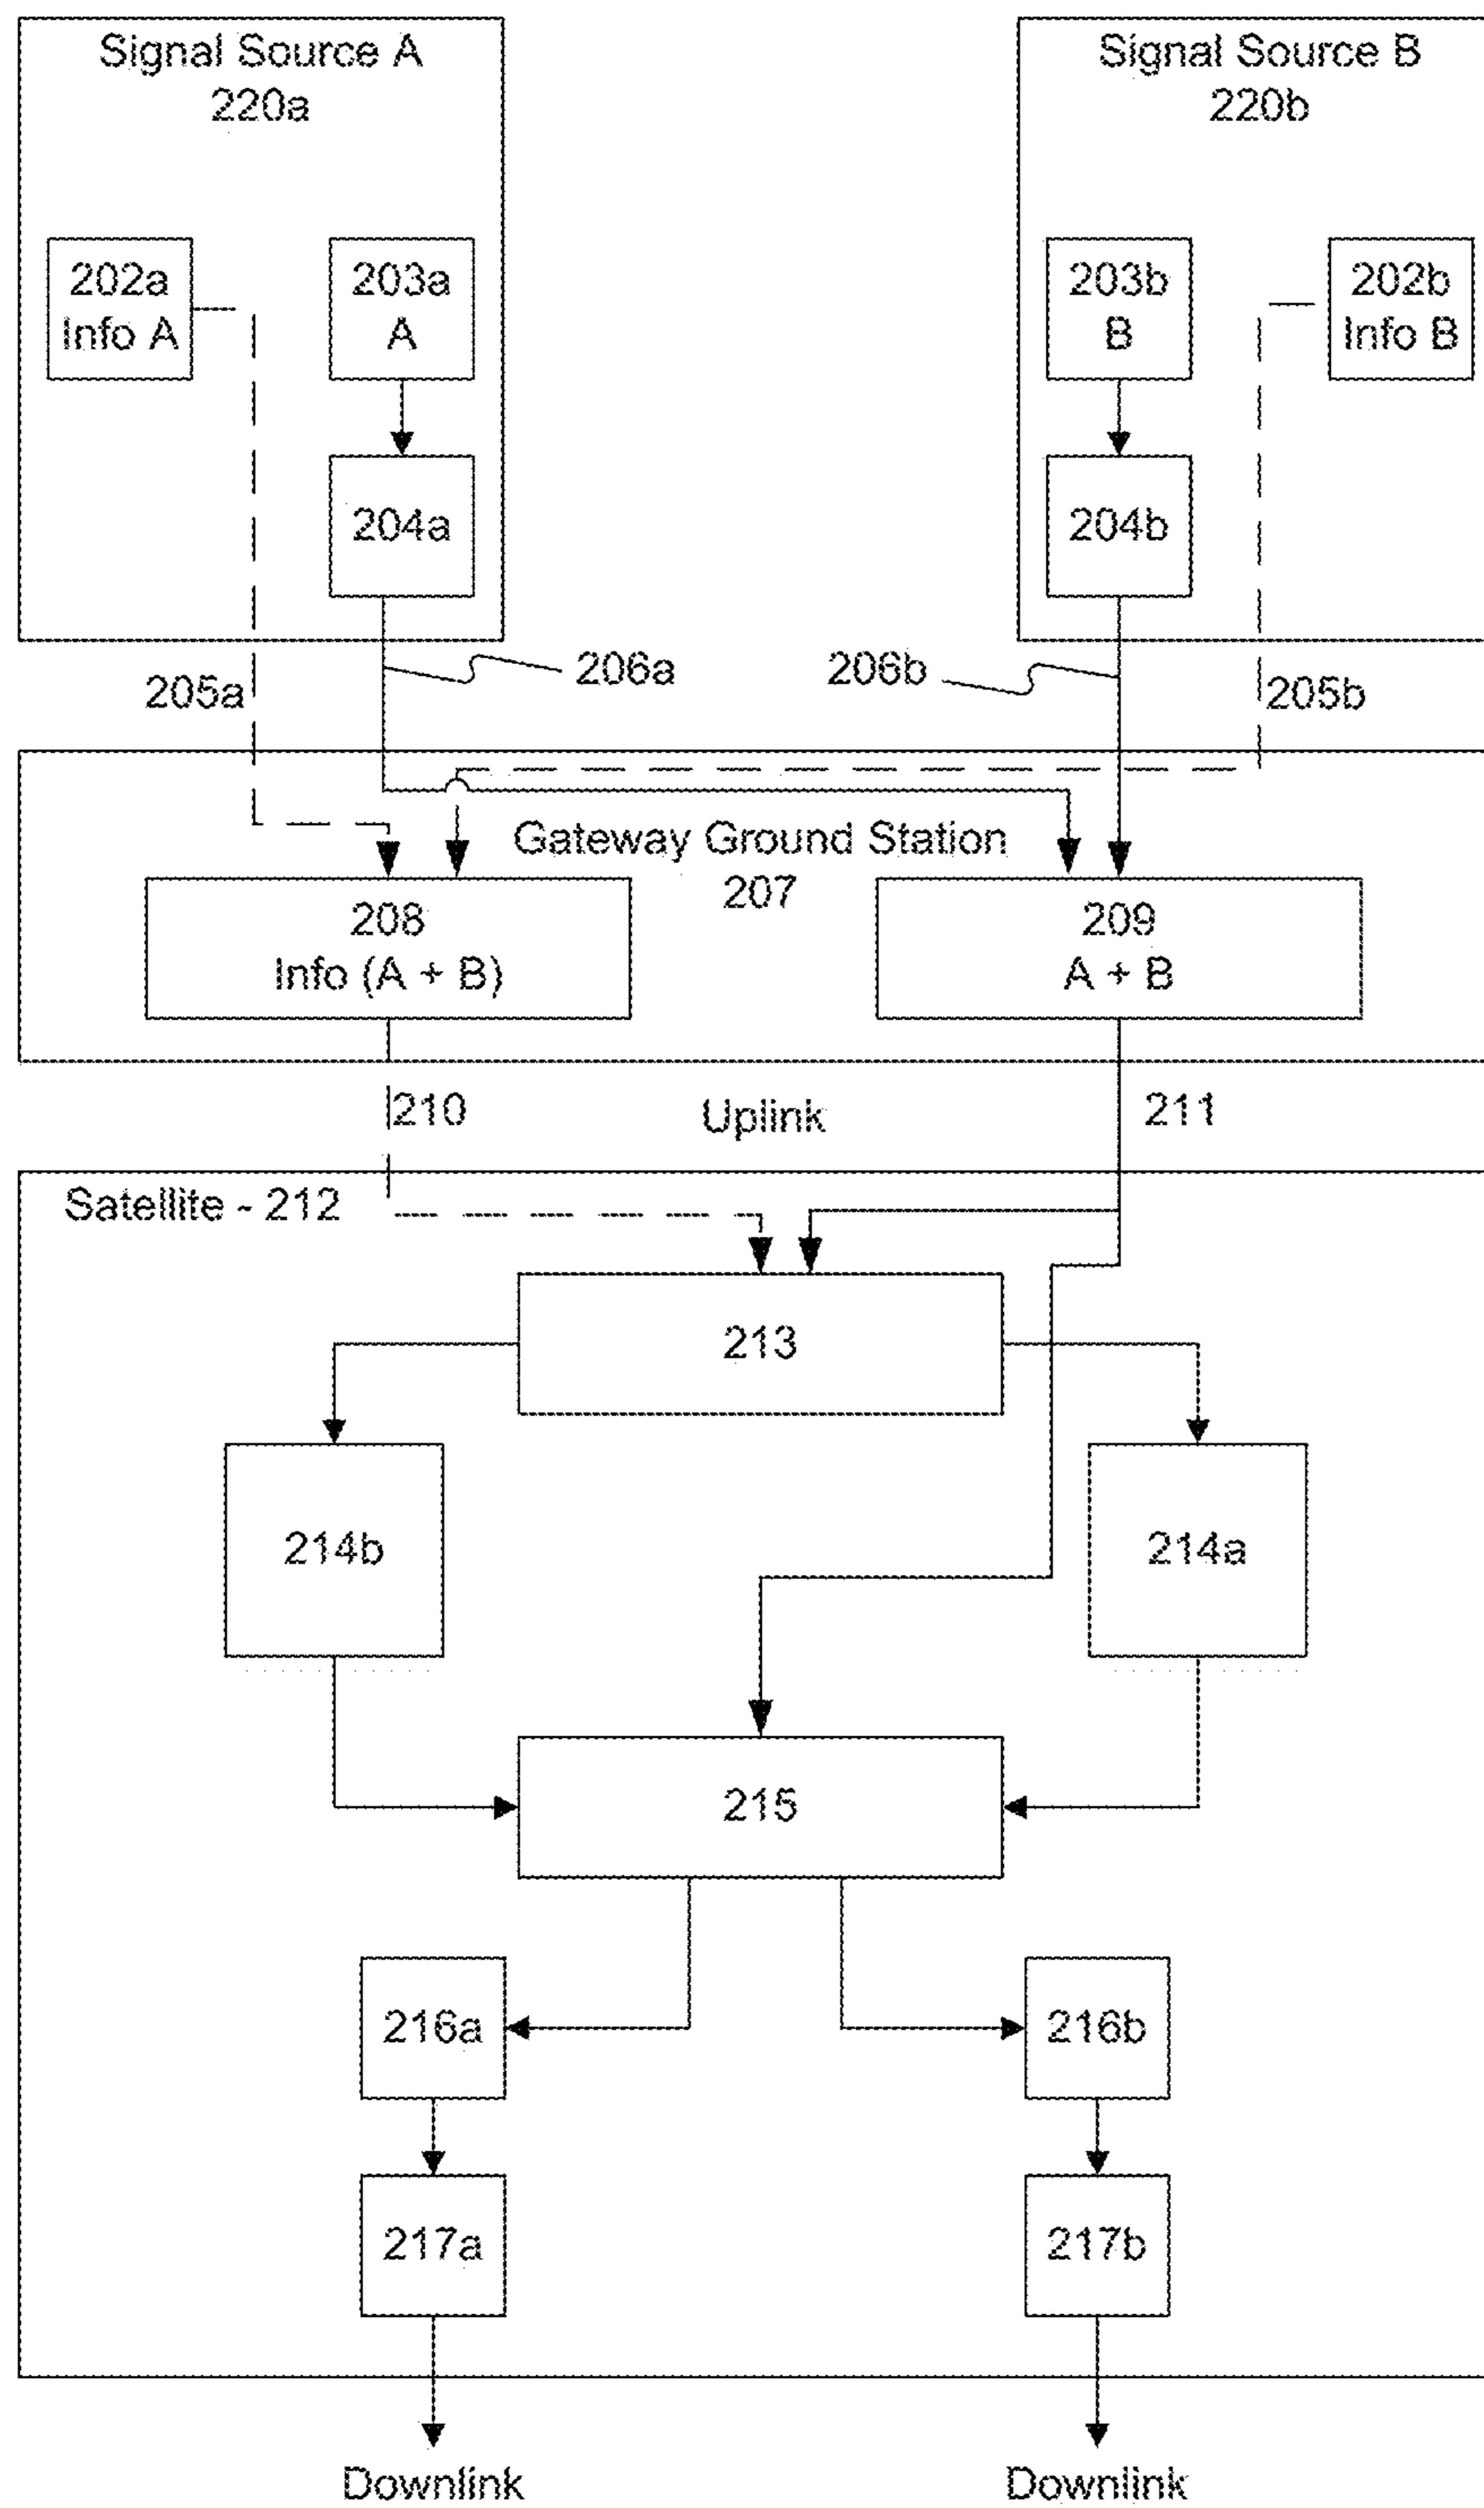 Signal Source A
220a
Signal Source B
220b
202a
Info A
203a
A
203b
B
202b
Info B
204a
204b
205a
206a
206b
205b
Gateway Ground Station
207
208
Info (A + B)
209
A + B
210
Uplink
211
Satellite - 212
213
214b
214a
215
216a
216b
217a
217b
Downlink
Downlink